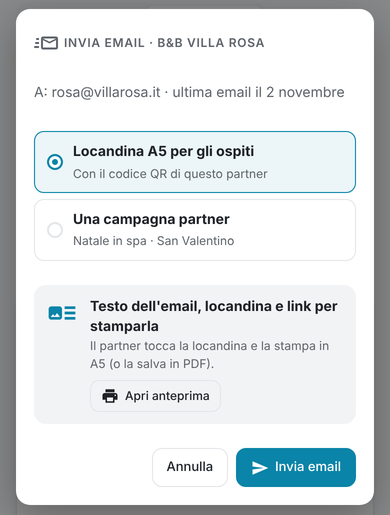 INVIA EMAIL · B&B VILLA ROSA
A: rosa@villarosa.it · ultima email il 2 novembre
Locandina A5 per gli ospiti
Con il codice QR di questo partner
Una campagna partner
Natale in spa · San Valentino
Testo dell'email, locandina e link per
stamparla
Il partner tocca la locandina e la stampa in
A5 (o la salva in PDF).
Apri anteprima
Annulla
Invia email